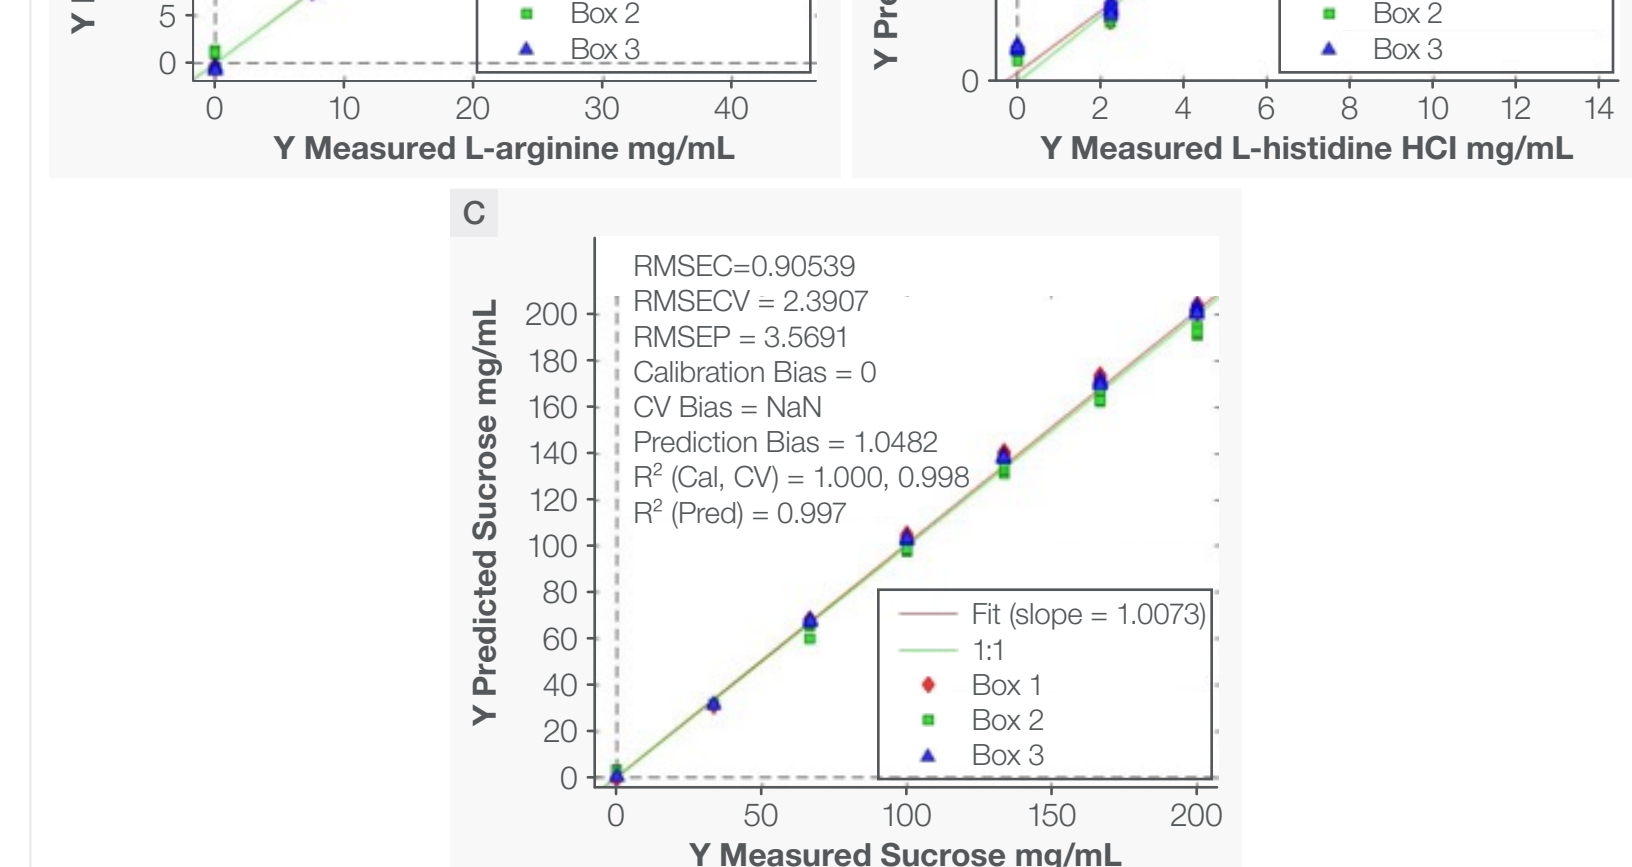 Y
5
0
Box 2
Box 3
0
10
20
30
40
Y Measured L-arginine mg/mL
Y Pre
0
Box 2
Box 3
0
2
4
6
8
10
12
14
Y Measured L-histidine HCl mg/mL
C
Y Predicted Sucrose mg/mL
200
180
160
140
120
100
80
60
40
20
0
RMSEC=0.90539
RMSECV = 2.3907
RMSEP = 3.5691
Calibration Bias = 0
CV Bias = NaN
Prediction Bias = 1.0482
R² (Cal, CV) = 1.000, 0.998
R² (Pred) = 0.997
Fit (slope = 1.0073)
1:1
Box 1
Box 2
Box 3
0
50
100
150
200
Y Measured Sucrose mg/mL